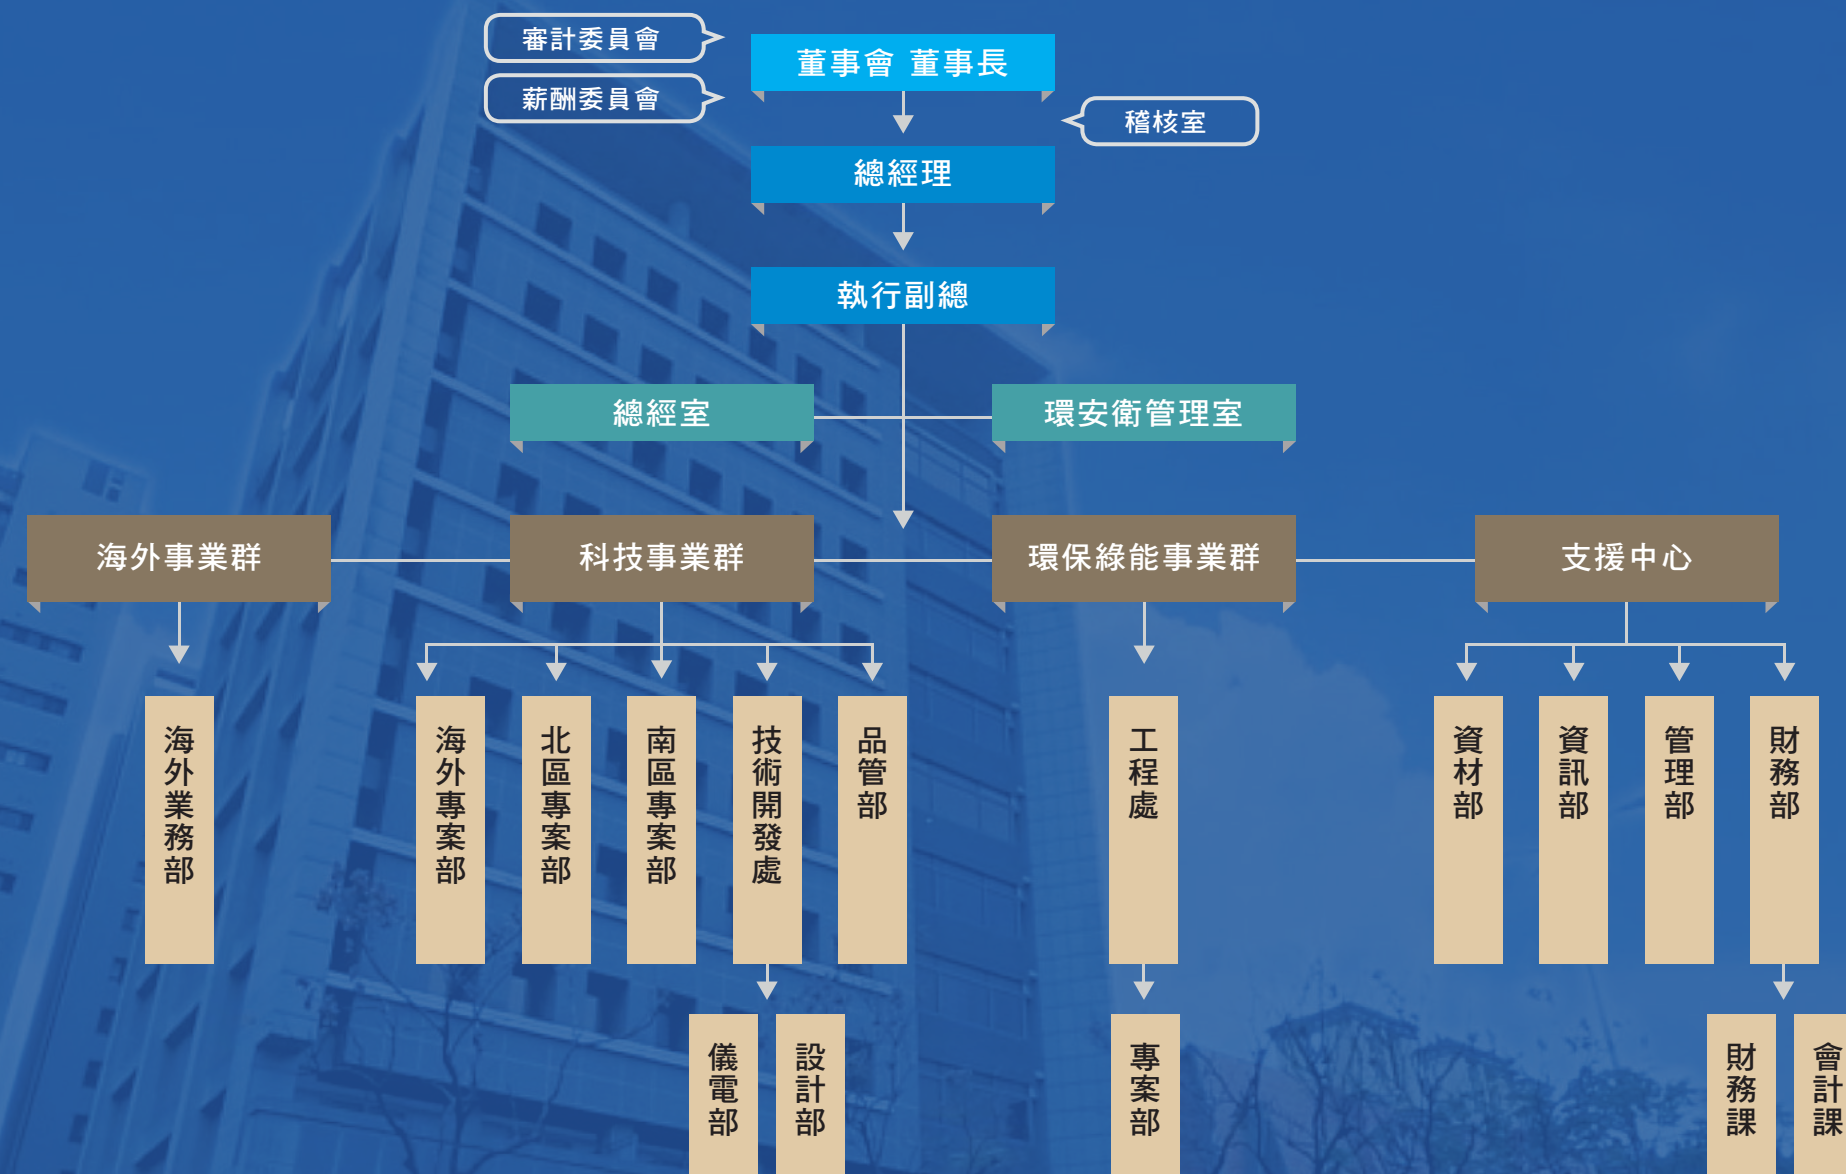 審計委員會
董事會 董事長
薪酬委員會
稽核室
總經理
執行副總
總經室
環安衛管理室
海外事業群
科技事業群
環保綠能事業群
支援中心
海外業務部
海外專案部
北區專案部
南區專案部
技術開發處
品管部
工程處
資材部
資訊部
管理部
財務部
儀電部
設計部
專案部
財務課
會計課